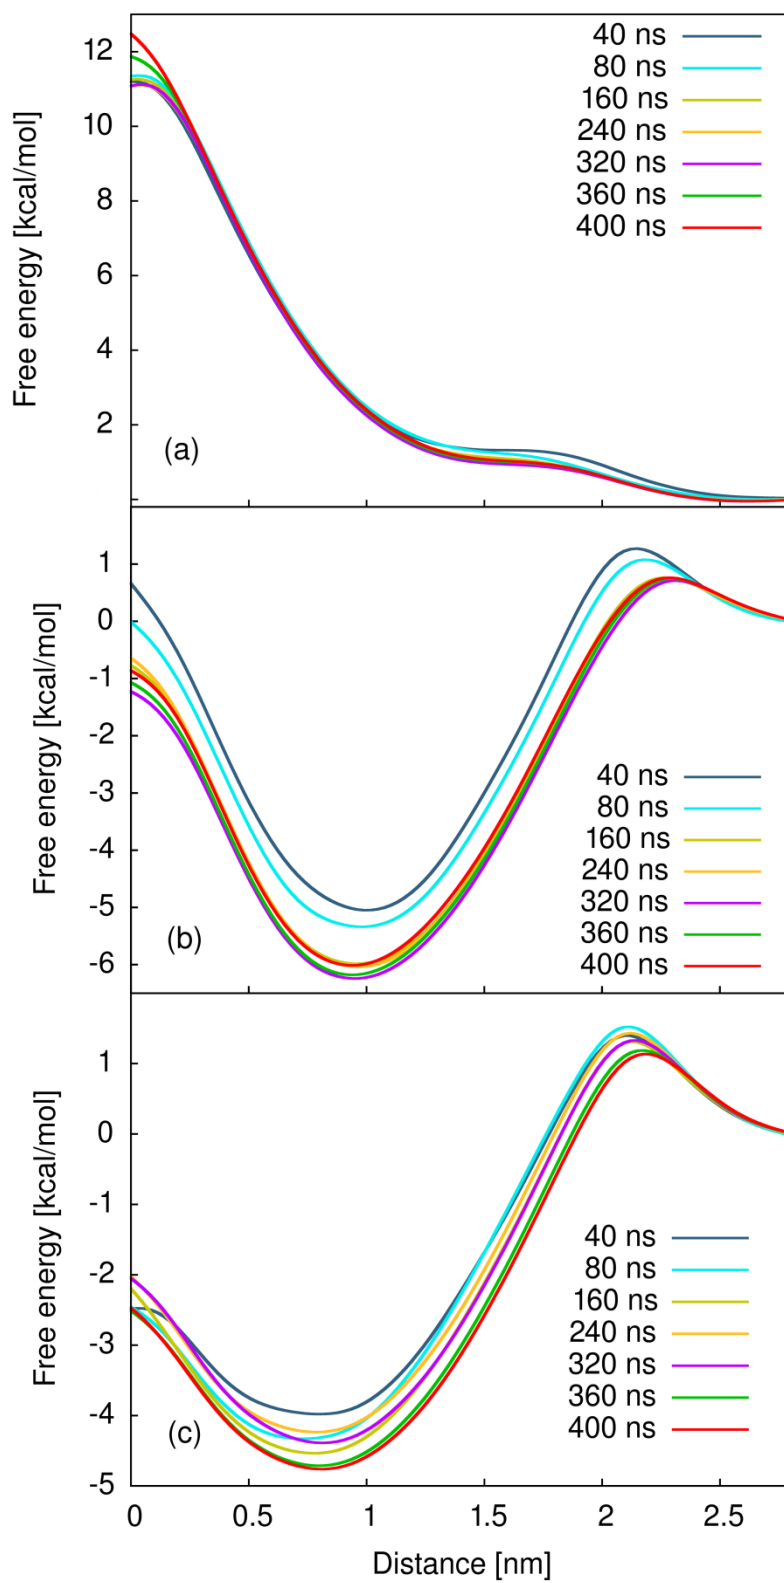 12
10
8
6
4
2
Free energy [kcal/mol]
40 ns
80 ns
160 ns
240 ns
320 ns
360 ns
400 ns
(a)
1
0
-1
-2
-3
-4
-5
-6
Free energy [kcal/mol]
40 ns
80 ns
160 ns
240 ns
320 ns
360 ns
400 ns
(b)
1
0
-1
-2
-3
-4
-5
Free energy [kcal/mol]
40 ns
80 ns
160 ns
240 ns
320 ns
360 ns
400 ns
(c)
0 0.5 1 1.5 2 2.5
Distance [nm]